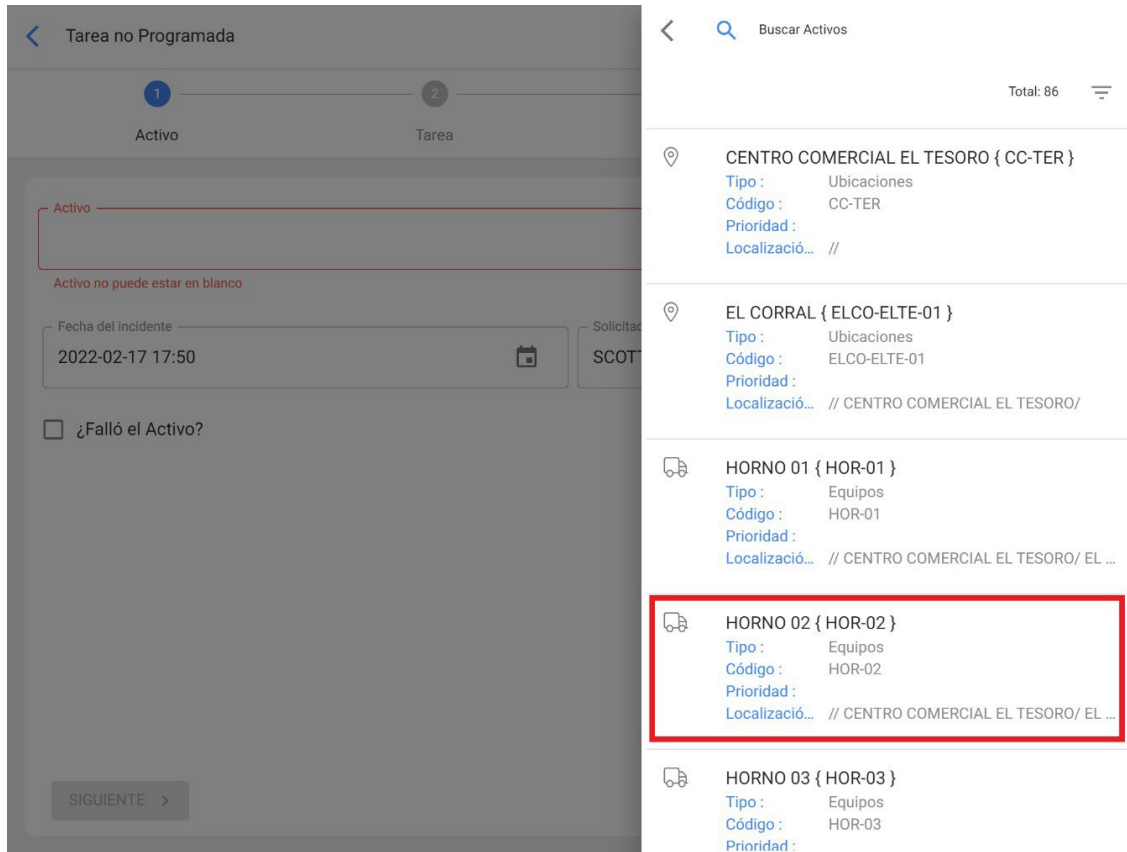 Tarea no Programada
1
2
Activo
Tarea
Activo
Activo no puede estar en blanco
Fecha del incidente
2022-02-17 17:50
Solicitad
SCOTT
¿Falló el Activo?
SIGUIENTE
Buscar Activos
Total: 86
CENTRO COMERCIAL EL TESORO { CC-TER }
Tipo : Ubicaciones
Código : CC-TER
Prioridad :
Localizació... //
EL CORRAL { ELCO-ELTE-01 }
Tipo : Ubicaciones
Código : ELCO-ELTE-01
Prioridad :
Localizació... // CENTRO COMERCIAL EL TESORO/
HORNO 01 { HOR-01 }
Tipo : Equipos
Código : HOR-01
Prioridad :
Localizació... // CENTRO COMERCIAL EL TESORO/ EL ...
HORNO 02 { HOR-02 }
Tipo : Equipos
Código : HOR-02
Prioridad :
Localizació... // CENTRO COMERCIAL EL TESORO/ EL ...
HORNO 03 { HOR-03 }
Tipo : Equipos
Código : HOR-03
Prioridad :